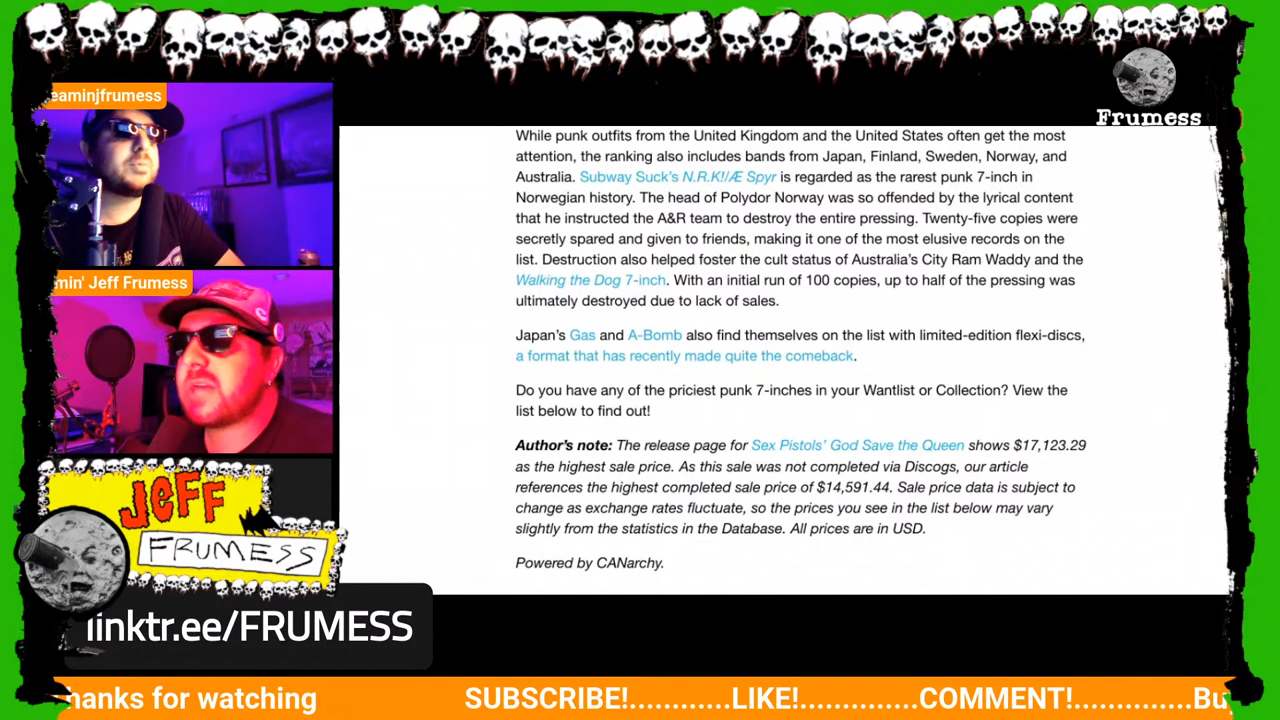 eaminjfrumess
min' Jeff Frumess
JEFF
FRUMESS
linktr.ee/FRUMESS
Frumess
While punk outfits from the United Kingdom and the United States often get the most
attention, the ranking also includes bands from Japan, Finland, Sweden, Norway, and
Australia. Subway Suck's N.R.K!/Æ Spyr is regarded as the rarest punk 7-inch in
Norwegian history. The head of Polydor Norway was so offended by the lyrical content
that he instructed the A&R team to destroy the entire pressing. Twenty-five copies were
secretly spared and given to friends, making it one of the most elusive records on the
list. Destruction also helped foster the cult status of Australia's City Ram Waddy and the
Walking the Dog 7-inch. With an initial run of 100 copies, up to half of the pressing was
ultimately destroyed due to lack of sales.
Japan's Gas and A-Bomb also find themselves on the list with limited-edition flexi-discs,
a format that has recently made quite the comeback.
Do you have any of the priciest punk 7-inches in your Wantlist or Collection? View the
list below to find out!
Author's note: The release page for Sex Pistols' God Save the Queen shows $17,123.29
as the highest sale price. As this sale was not completed via Discogs, our article
references the highest completed sale price of $14,591.44. Sale price data is subject to
change as exchange rates fluctuate, so the prices you see in the list below may vary
slightly from the statistics in the Database. All prices are in USD.
Powered by CANarchy.
hanks for watching SUBSCRIBE!...........LIKE!.............COMMENT!.............Bu